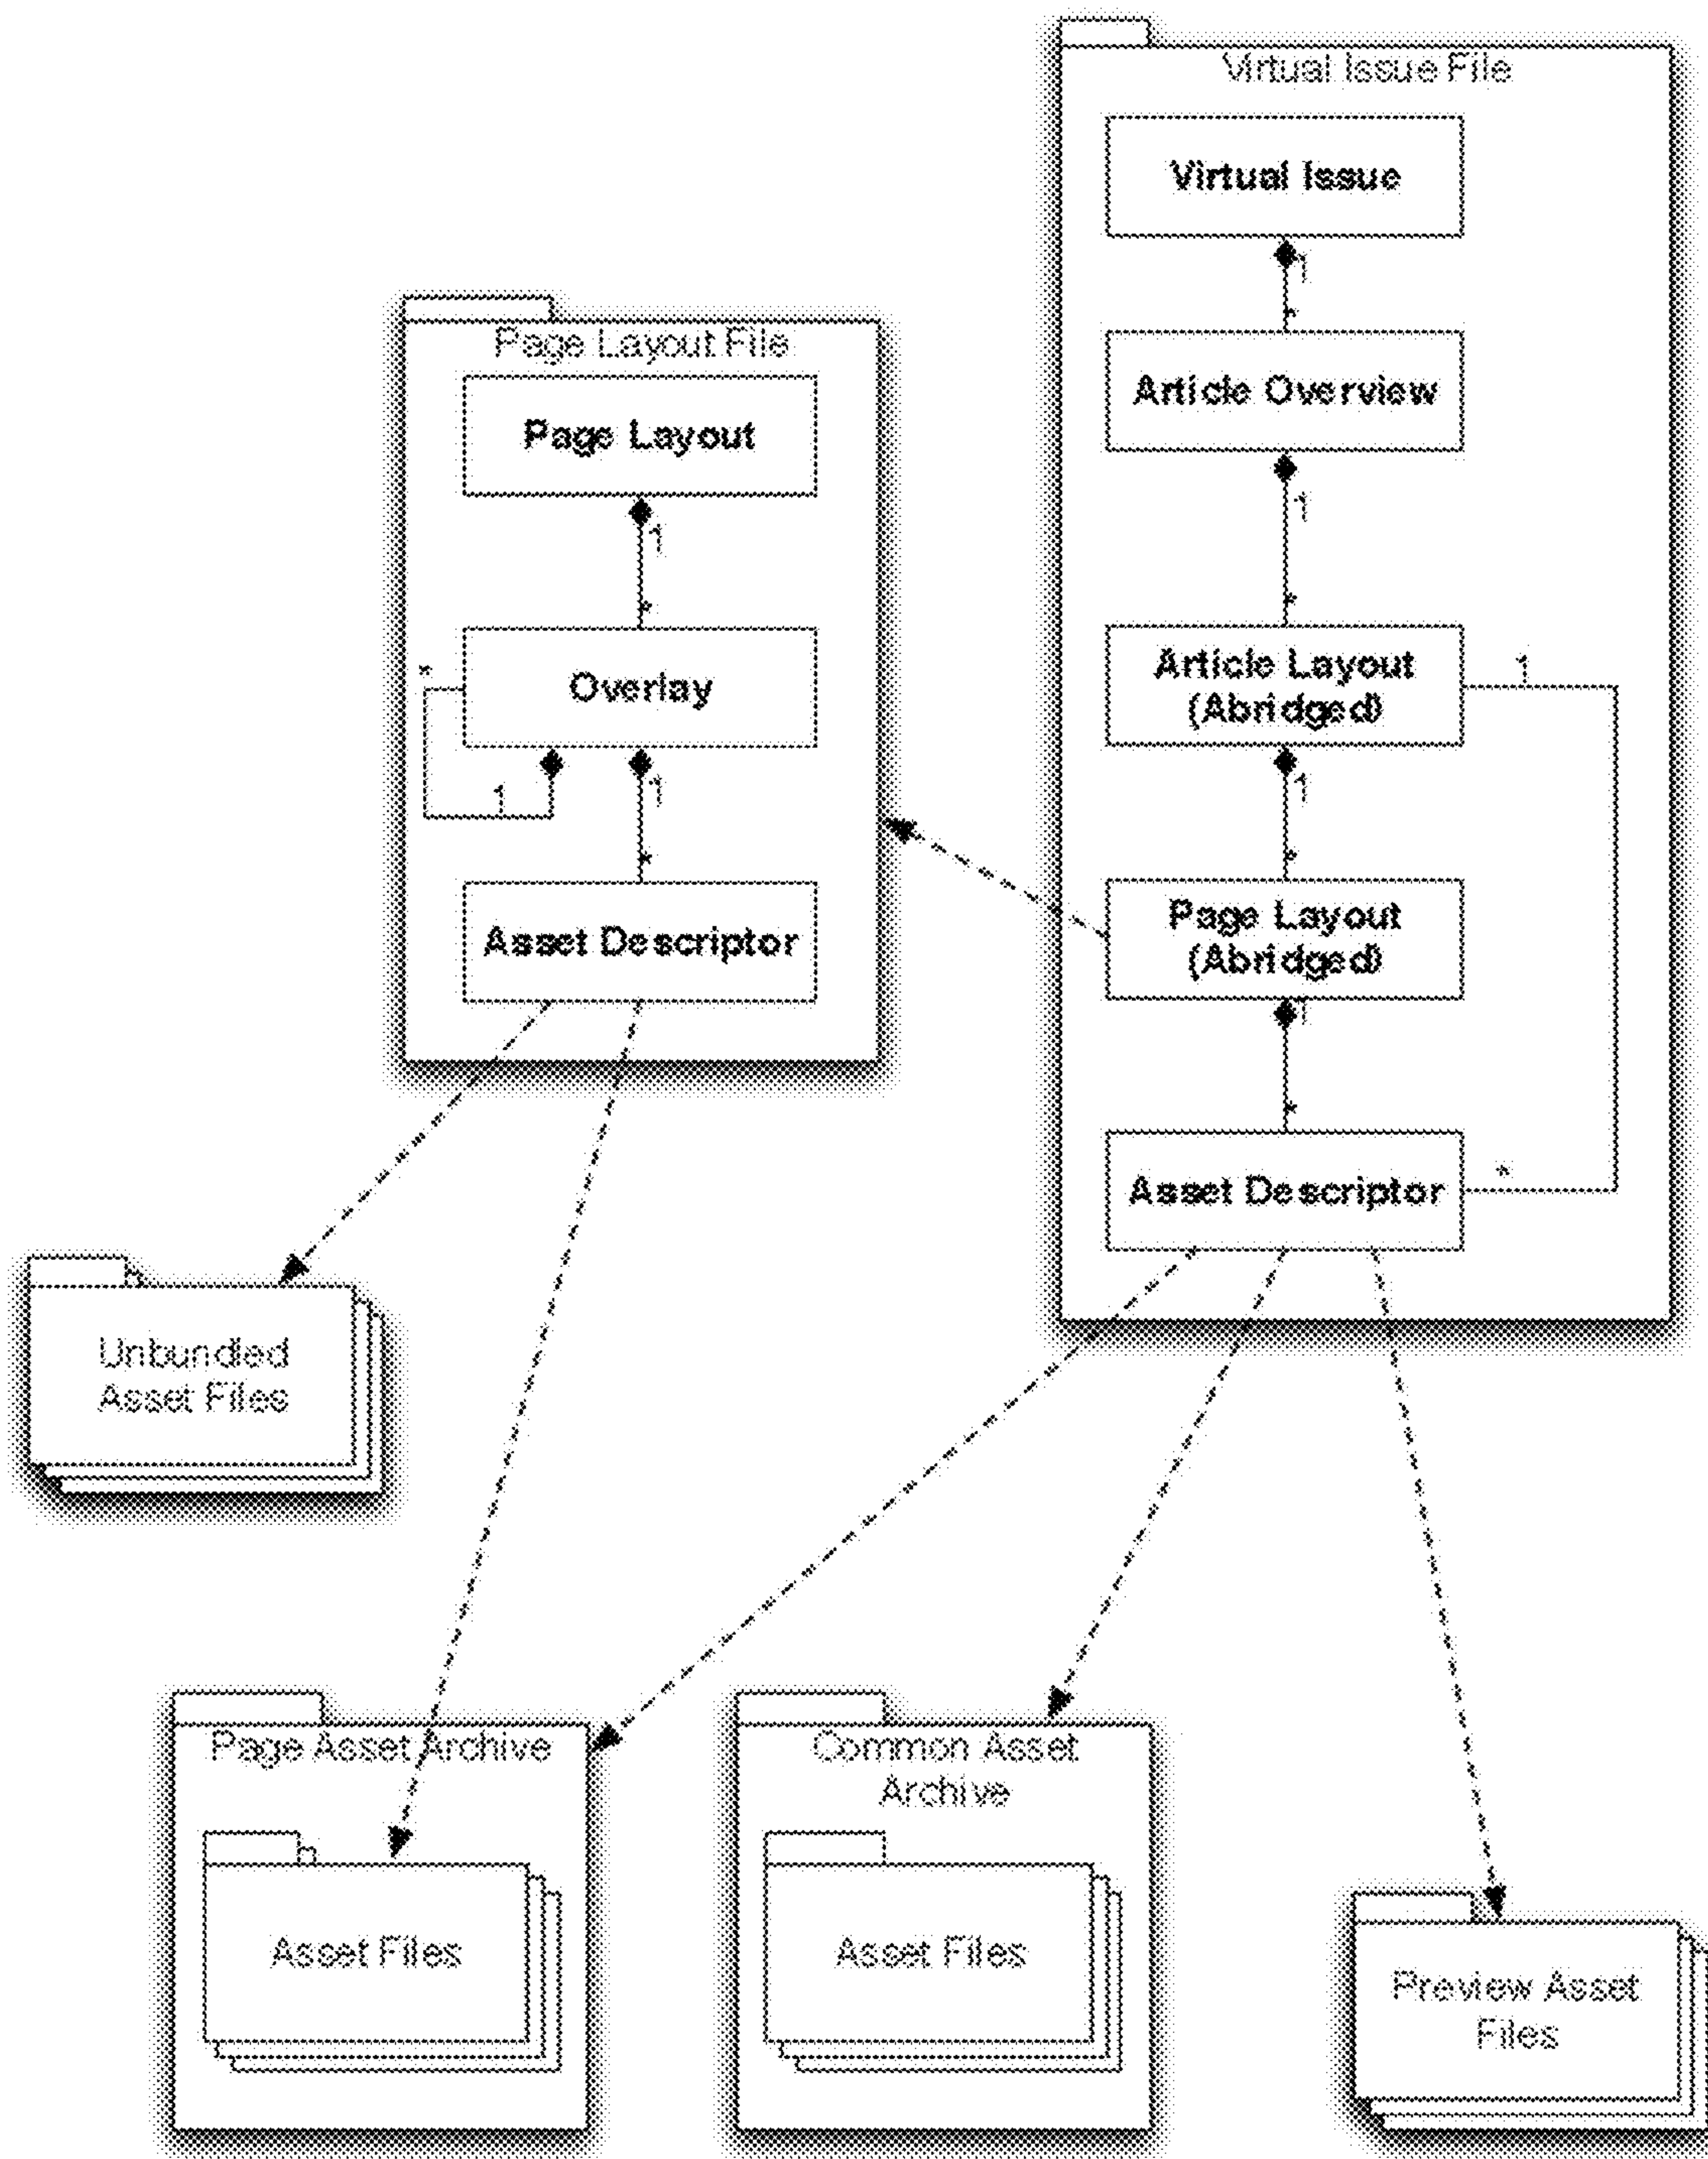 Virtual Issue File
Virtual Issue
1
*
Article Overview
1
*
Article Layout
(Abridged)
1
1
*
Page Layout
(Abridged)
1
*
Asset Descriptor
*
Page Layout File
Page Layout
1
*
Overlay
*
1
1
*
Asset Descriptor
Unbundled
Asset Files
Page Asset Archive
Asset Files
Common Asset
Archive
Asset Files
Preview Asset
Files